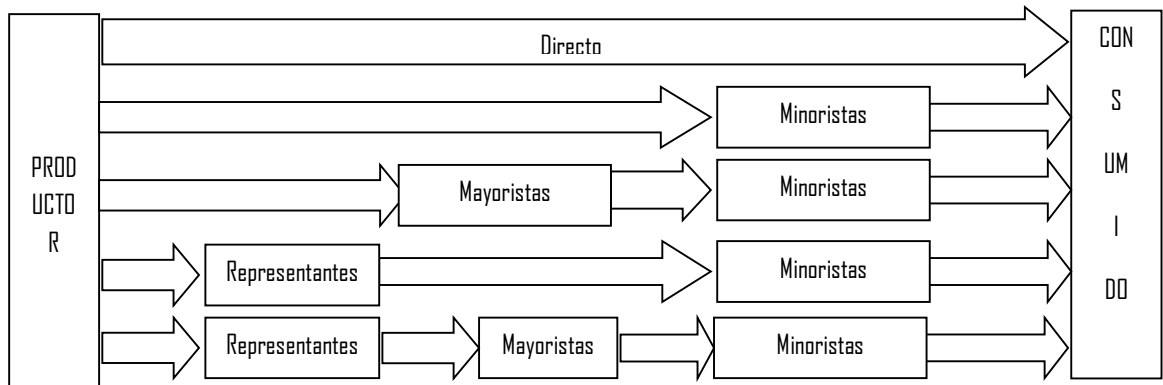 PROD
UCTO
R
Directo
Minoristas
Mayoristas
Minoristas
Representantes
Minoristas
Representantes
Mayoristas
Minoristas
CON
S
UM
I
DO